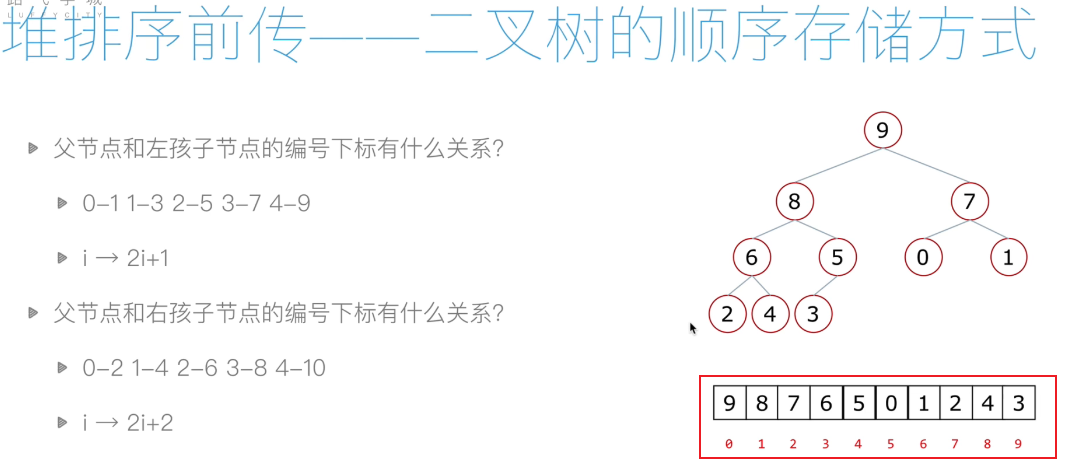 堆排序前传——二叉树的顺序存储方式
父节点和左孩子节点的编号下标有什么关系?
0-1 1-3 2-5 3-7 4-9
i → 2i+1
父节点和右孩子节点的编号下标有什么关系?
0-2 1-4 2-6 3-8 4-10
i → 2i+2
9
8 7
6 5 0 1
2 4 3
9 8 7 6 5 0 1 2 4 3
0 1 2 3 4 5 6 7 8 9